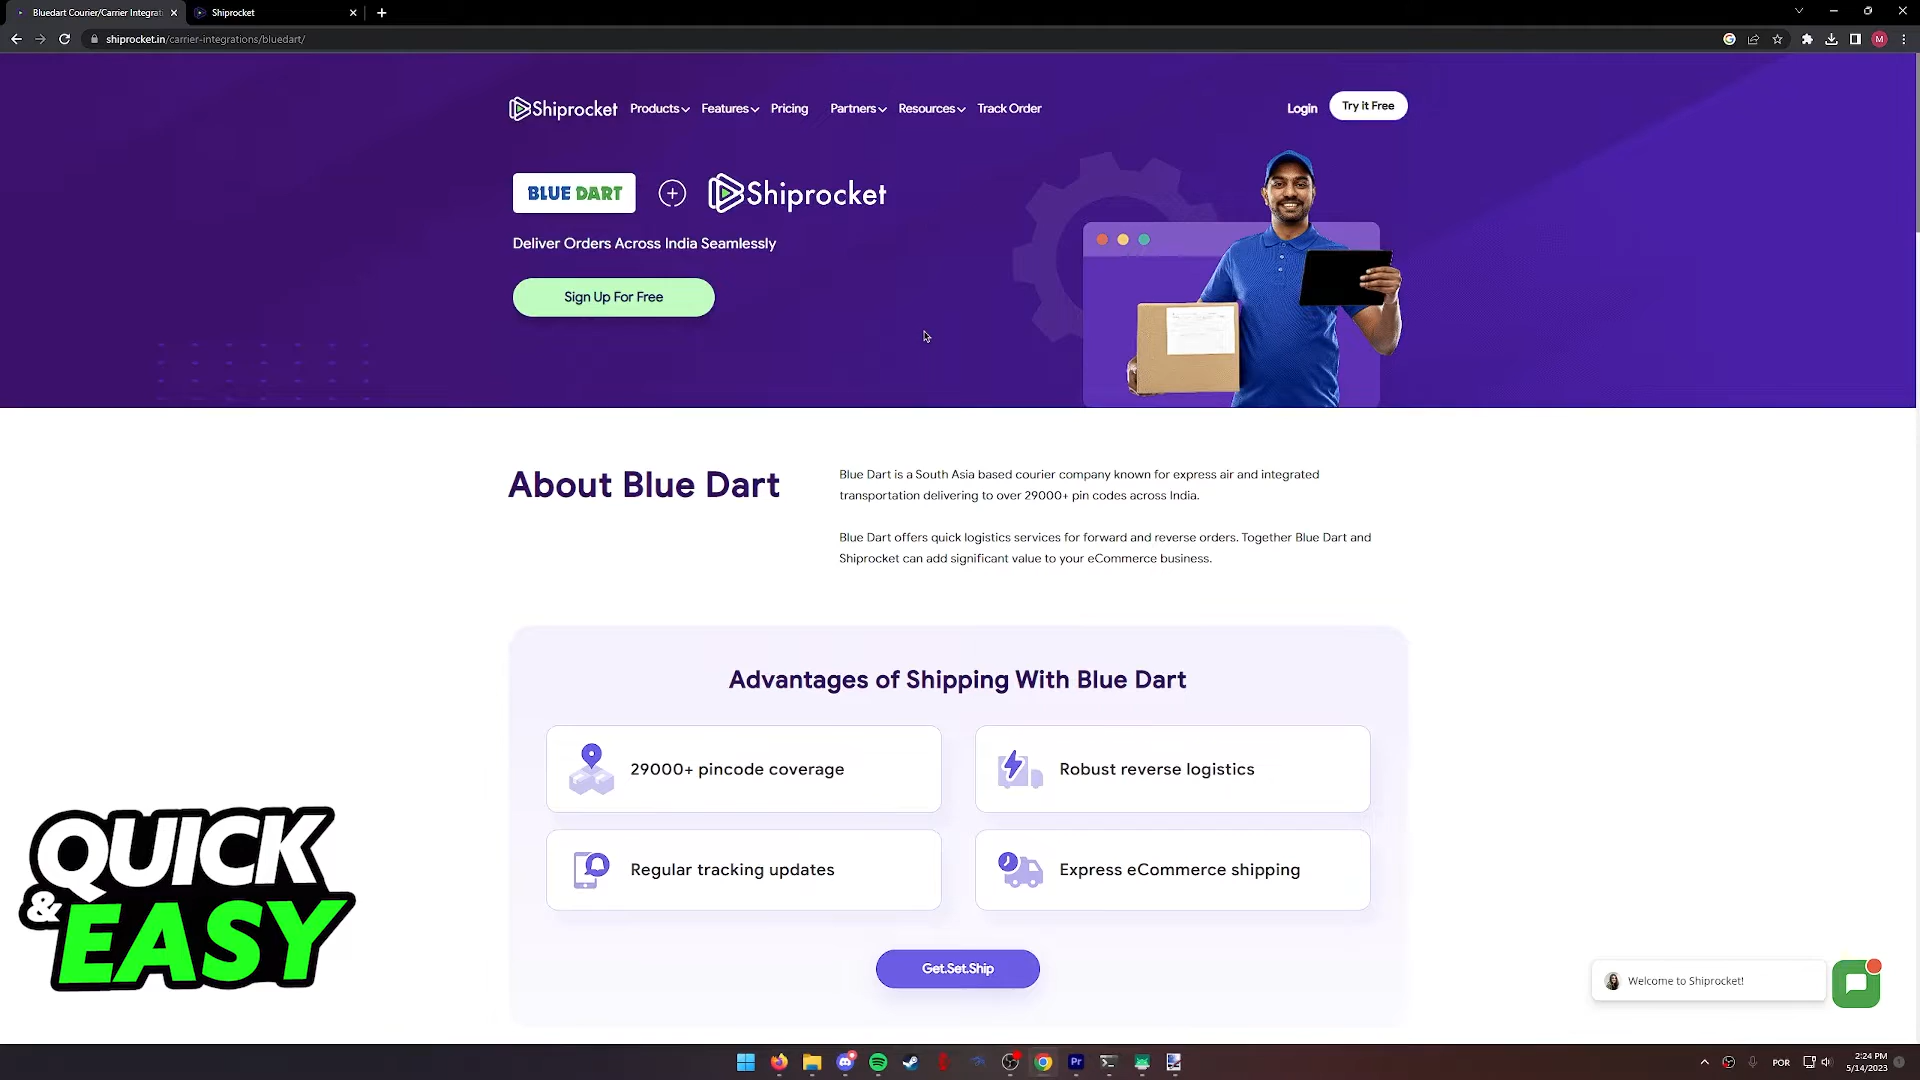 Bluedart Courier/Carrier Integrati
Shiprocket
shiprocket.in/carrier-integrations/bluedart/
M
Shiprocket
Products
Features
Pricing
Partners
Resources
Track Order
Login
Try it Free
BLUE DART
Shiprocket
Deliver Orders Across India Seamlessly
Sign Up For Free
About Blue Dart
Blue Dart is a South Asia based courier company known for express air and integrated
transportation delivering to over 29000+ pin codes across India.
Blue Dart offers quick logistics services for forward and reverse orders. Together Blue Dart and
Shiprocket can add significant value to your eCommerce business.
Advantages of Shipping With Blue Dart
29000+ pincode coverage
Robust reverse logistics
Regular tracking updates
Express eCommerce shipping
Get.Set.Ship
QUICK
& EASY
Welcome to Shiprocket!
Pr
POR
2:24 PM
5/14/2023